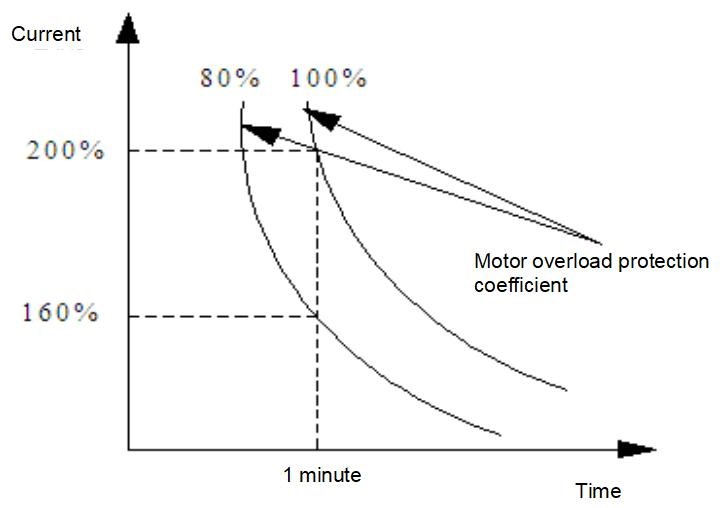 Current
80% 100%
200%
Motor overload protection
coefficient
160%
1 minute
Time